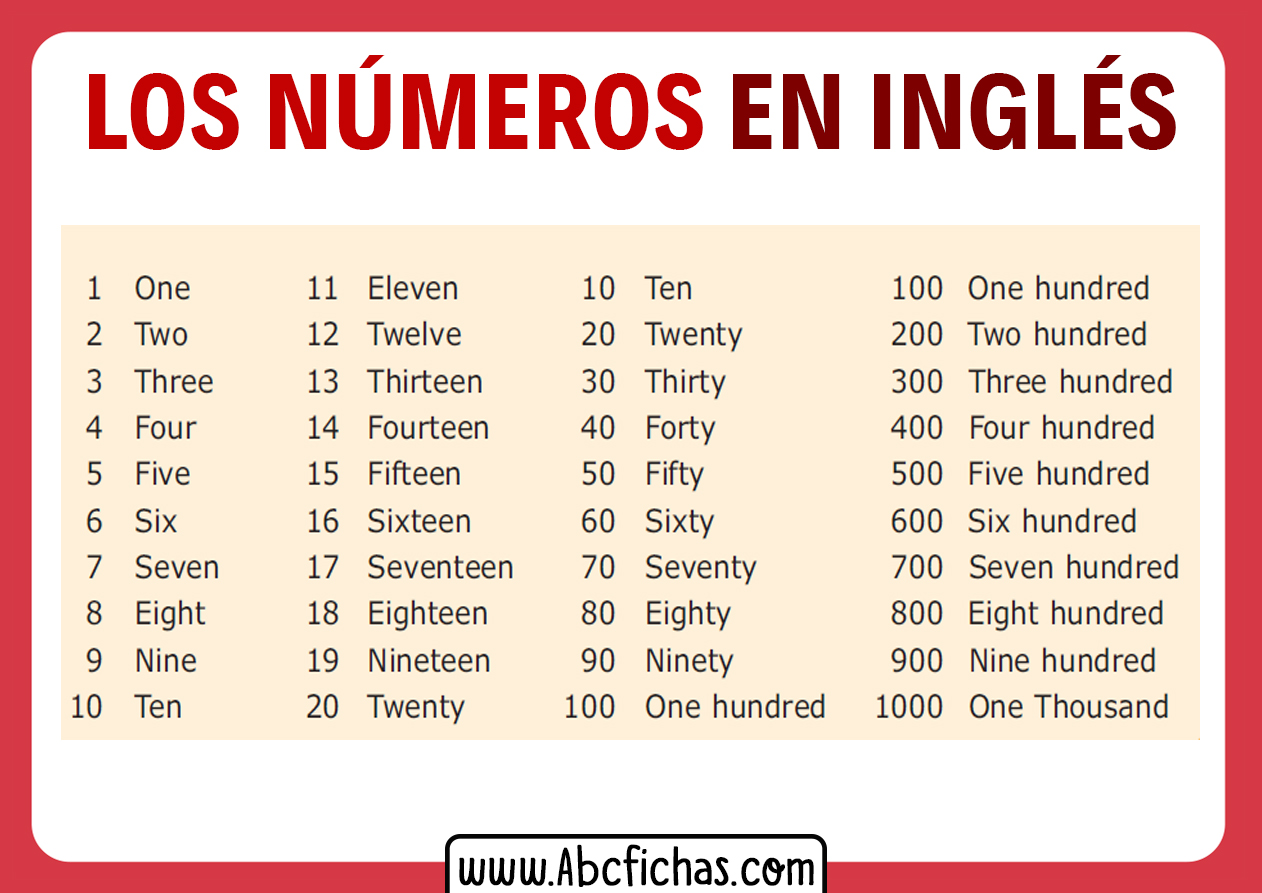 LOS NÚMEROS EN INGLÉS
1 One 11 Eleven 10 Ten 100 One hundred
2 Two 12 Twelve 20 Twenty 200 Two hundred
3 Three 13 Thirteen 30 Thirty 300 Three hundred
4 Four 14 Fourteen 40 Forty 400 Four hundred
5 Five 15 Fifteen 50 Fifty 500 Five hundred
6 Six 16 Sixteen 60 Sixty 600 Six hundred
7 Seven 17 Seventeen 70 Seventy 700 Seven hundred
8 Eight 18 Eighteen 80 Eighty 800 Eight hundred
9 Nine 19 Nineteen 90 Ninety 900 Nine hundred
10 Ten 20 Twenty 100 One hundred 1000 One Thousand
www.Abcfichas.com